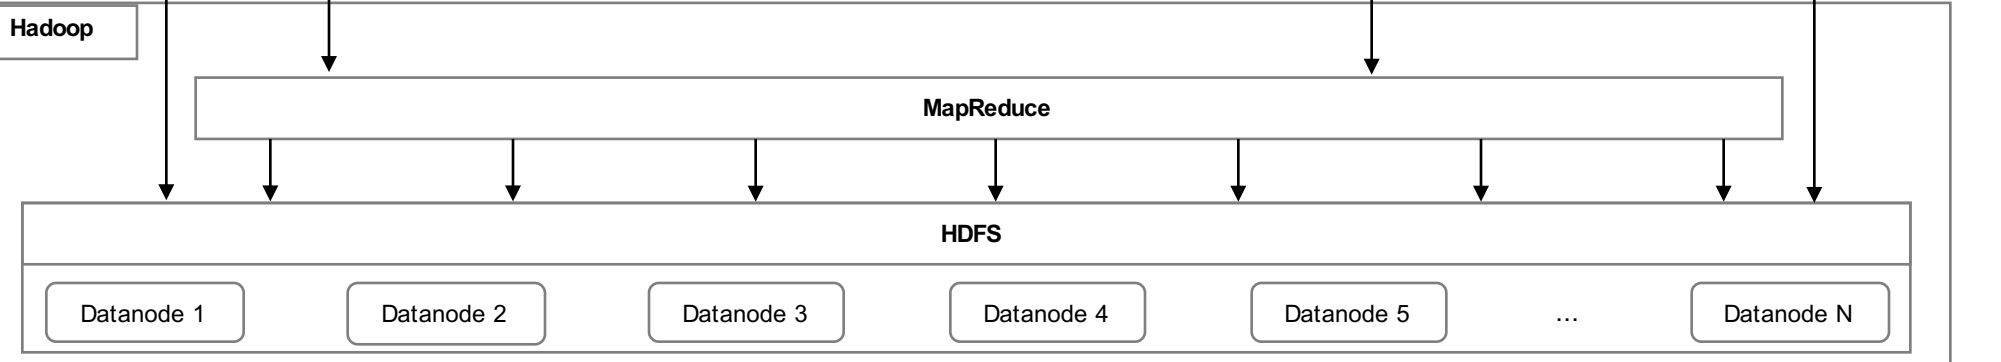 Hadoop
MapReduce
HDFS
Datanode 1
Datanode 2
Datanode 3
Datanode 4
Datanode 5
...
Datanode N